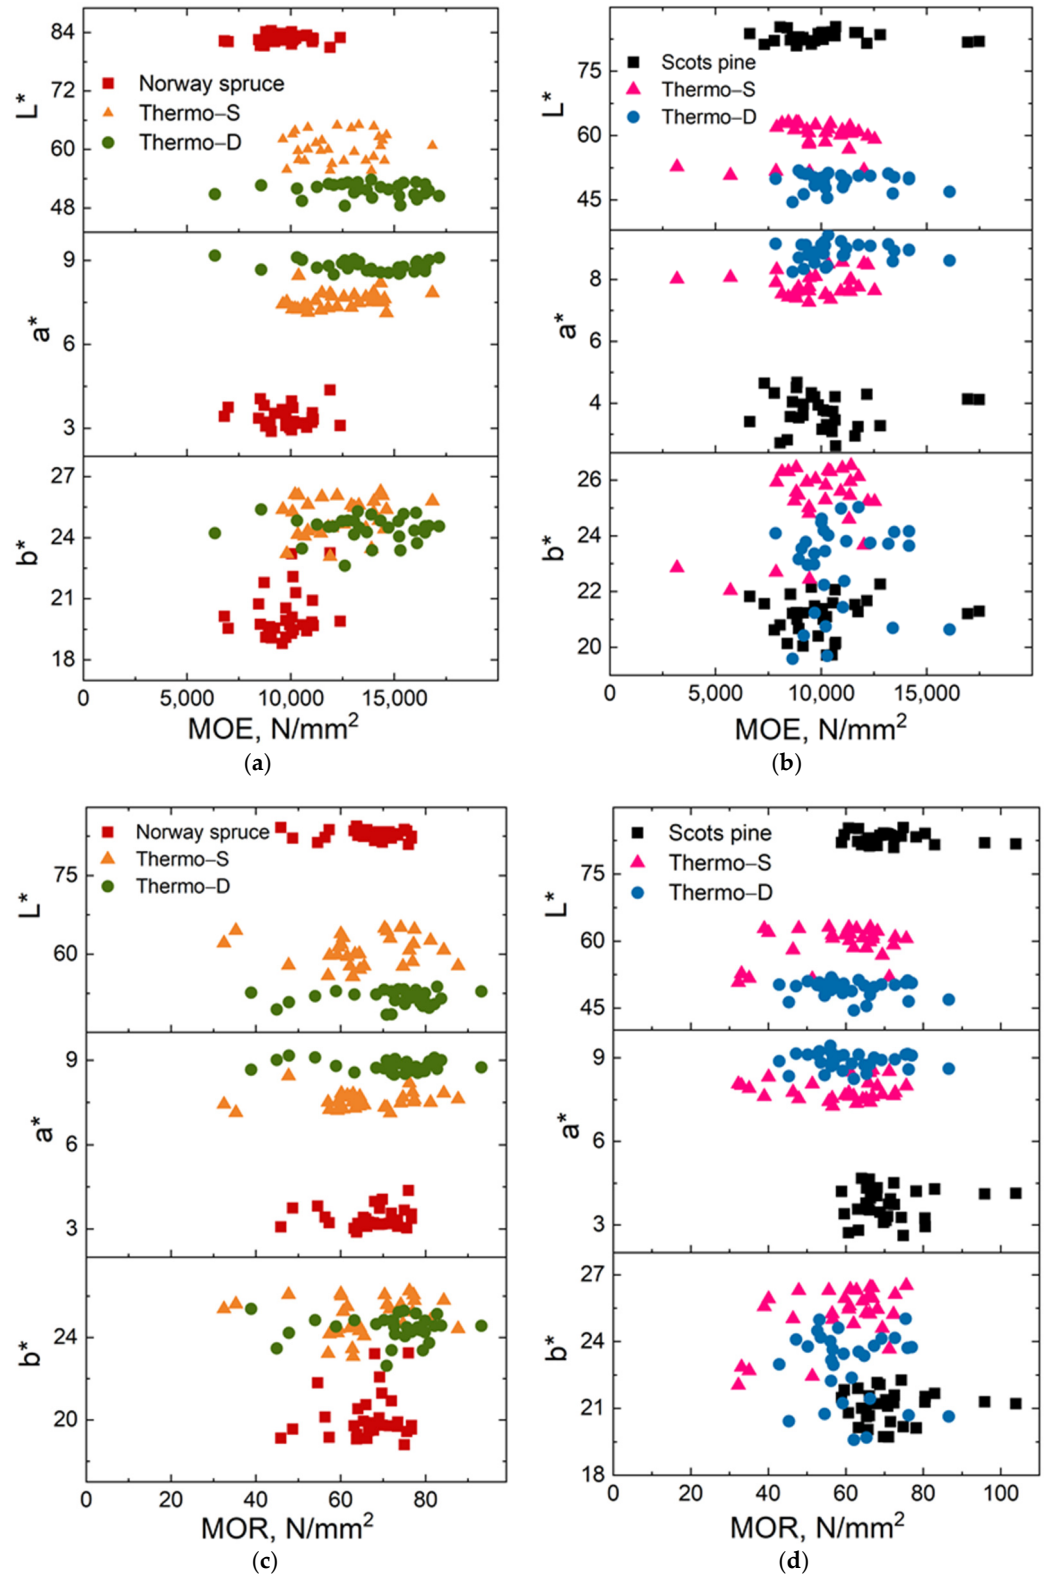 84
72
60
48
L*
Norway spruce
Thermo–S
Thermo–D
9
6
3
a*
27
24
21
18
b*
0 5,000 10,000 15,000
MOE, N/mm2
(a)
75
60
45
L*
Scots pine
Thermo–S
Thermo–D
8
4
a*
26
24
22
20
b*
0 5,000 10,000 15,000
MOE, N/mm2
(b)
75
60
L*
Norway spruce
Thermo–S
Thermo–D
9
6
3
a*
24
20
b*
0 20 40 60 80
MOR, N/mm2
(c)
75
60
45
L*
Scots pine
Thermo–S
Thermo–D
9
6
3
a*
27
24
21
18
b*
0 20 40 60 80 100
MOR, N/mm2
(d)